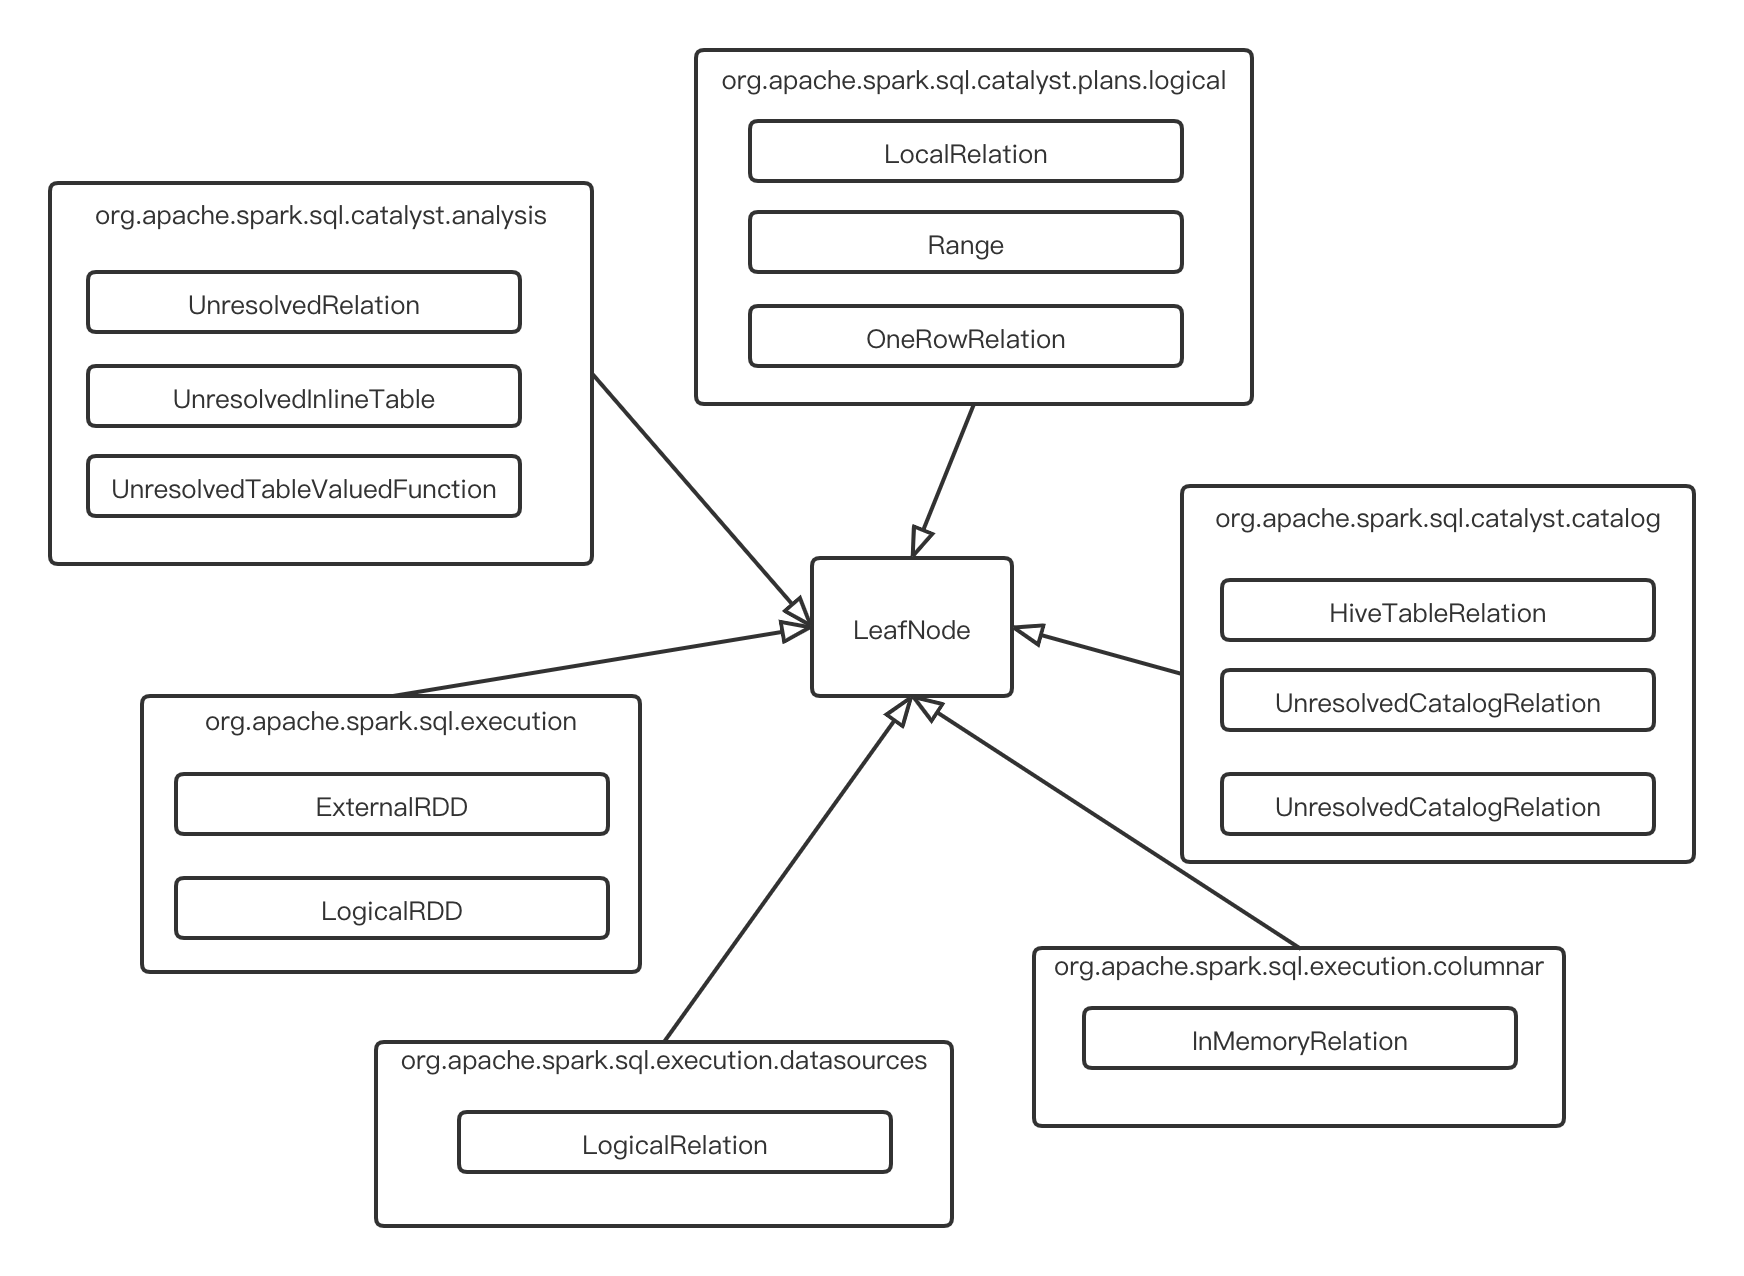 org.apache.spark.sql.catalyst.plans.logical
LocalRelation
Range
OneRowRelation
org.apache.spark.sql.catalyst.analysis
UnresolvedRelation
UnresolvedInlineTable
UnresolvedTableValuedFunction
LeafNode
org.apache.spark.sql.catalyst.catalog
HiveTableRelation
UnresolvedCatalogRelation
UnresolvedCatalogRelation
org.apache.spark.sql.execution
ExternalRDD
LogicalRDD
org.apache.spark.sql.execution.columnar
InMemoryRelation
org.apache.spark.sql.execution.datasources
LogicalRelation